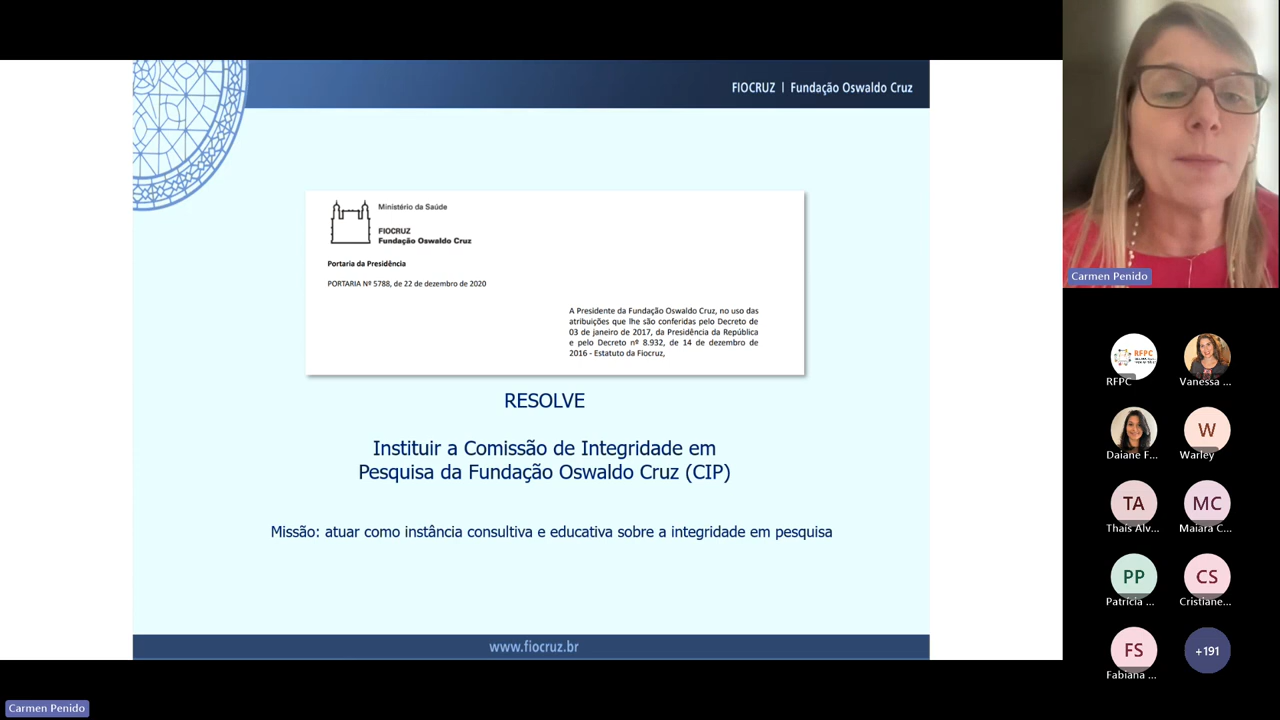 FIOCRUZ | Fundação Oswaldo Cruz
Ministério da Saúde
FIOCRUZ
Fundação Oswaldo Cruz
Portaria da Presidência
PORTARIA Nº 5788, de 22 de dezembro de 2020
A Presidente da Fundação Oswaldo Cruz, no uso das
atribuições que lhe são conferidas pelo Decreto de
03 de janeiro de 2017, da Presidência da República
e pelo Decreto nº 8.932, de 14 de dezembro de
2016 - Estatuto da Fiocruz,
RESOLVE
Instituir a Comissão de Integridade em
Pesquisa da Fundação Oswaldo Cruz (CIP)
Missão: atuar como instância consultiva e educativa sobre a integridade em pesquisa
www.fiocruz.br
Carmen Penido
RFPC
RFPC
Vanessa ...
Daiane F...
W
Warley
TA
Thaís Alv...
MC
Maiara C...
PP
Patrícia ...
CS
Cristiane...
FS
Fabiana ...
+191
Carmen Penido